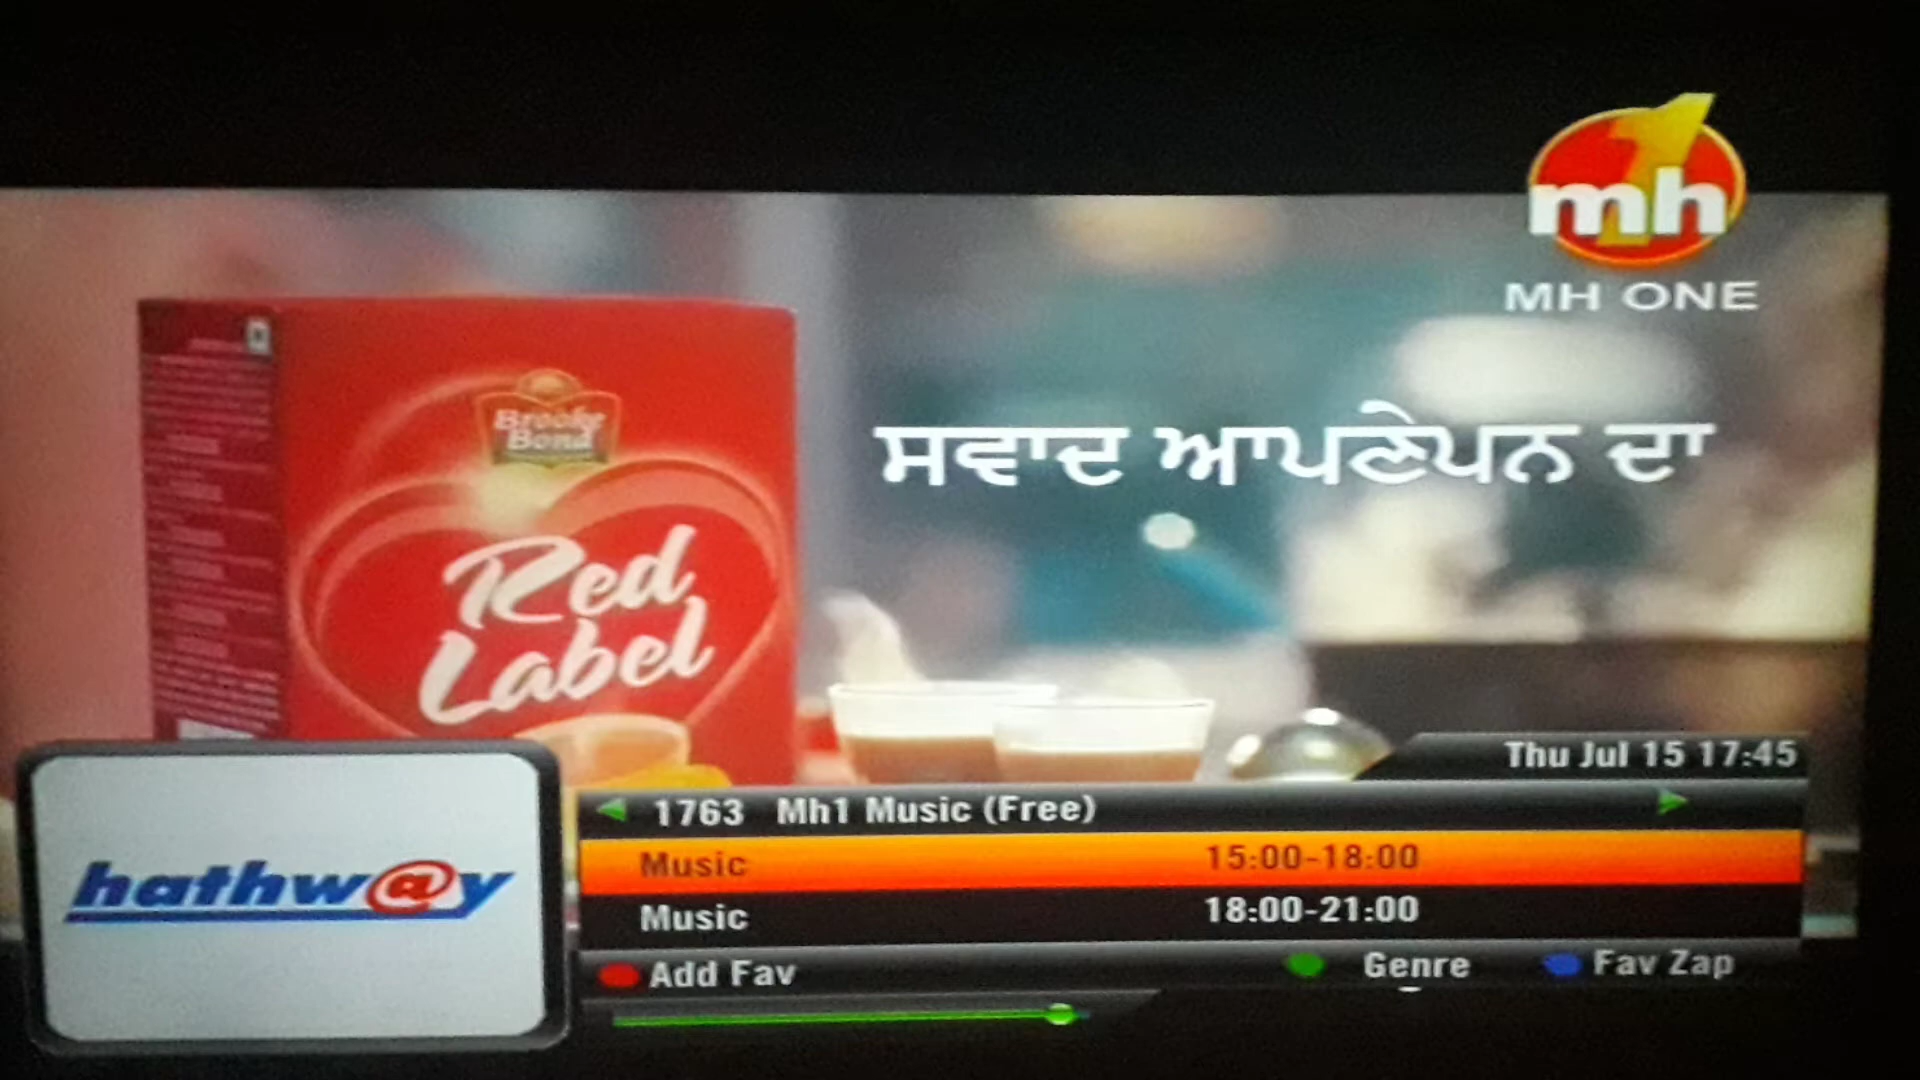 1
mh
MH ONE
Brooke
Bond
ਸਵਾਦ ਆਪਣੇਪਨ ਦਾ
Red
Label
Thu Jul 15 17:45
1763 Mh1 Music (Free)
hathw@y
Music 15:00-18:00
Music 18:00-21:00
Add Fav Genre Fav Zap